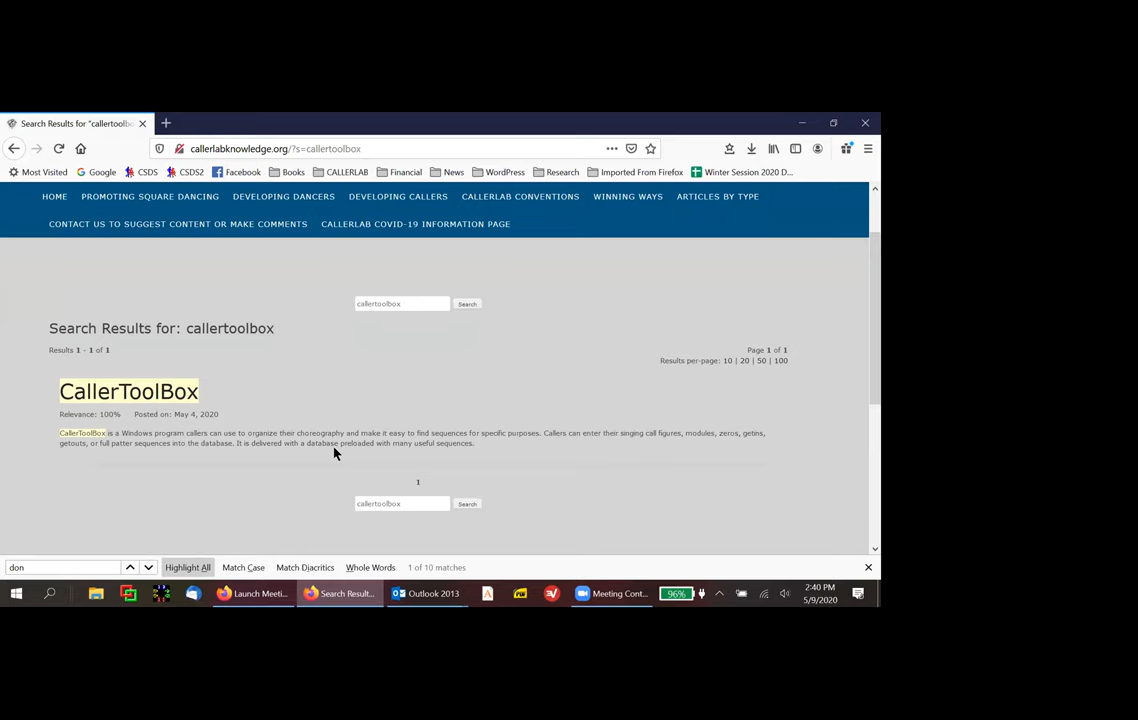 Search Results for "callertoolbo
callerlabknowledge.org/?s=callertoolbox
Most Visited Google CSDS CSDS2 Facebook Books CALLERLAB Financial News WordPress Research Imported From Firefox Winter Session 2020 D...
HOME PROMOTING SQUARE DANCING DEVELOPING DANCERS DEVELOPING CALLERS CALLERLAB CONVENTIONS WINNING WAYS ARTICLES BY TYPE
CONTACT US TO SUGGEST CONTENT OR MAKE COMMENTS CALLERLAB COVID-19 INFORMATION PAGE
callertoolbox Search
Search Results for: callertoolbox
Results 1 - 1 of 1 Page 1 of 1
Results per-page: 10 | 20 | 50 | 100
CallerToolBox
Relevance: 100% Posted on: May 4, 2020
CallerToolBox is a Windows program callers can use to organize their choreography and make it easy to find sequences for specific purposes. Callers can enter their singing call figures, modules, zeros, getins,
getouts, or full patter sequences into the database. It is delivered with a database preloaded with many useful sequences.
1
callertoolbox Search
don Highlight All Match Case Match Diacritics Whole Words 1 of 10 matches
Launch Meeti... Search Result... Outlook 2013 Meeting Cont... 96% 2:40 PM
5/9/2020